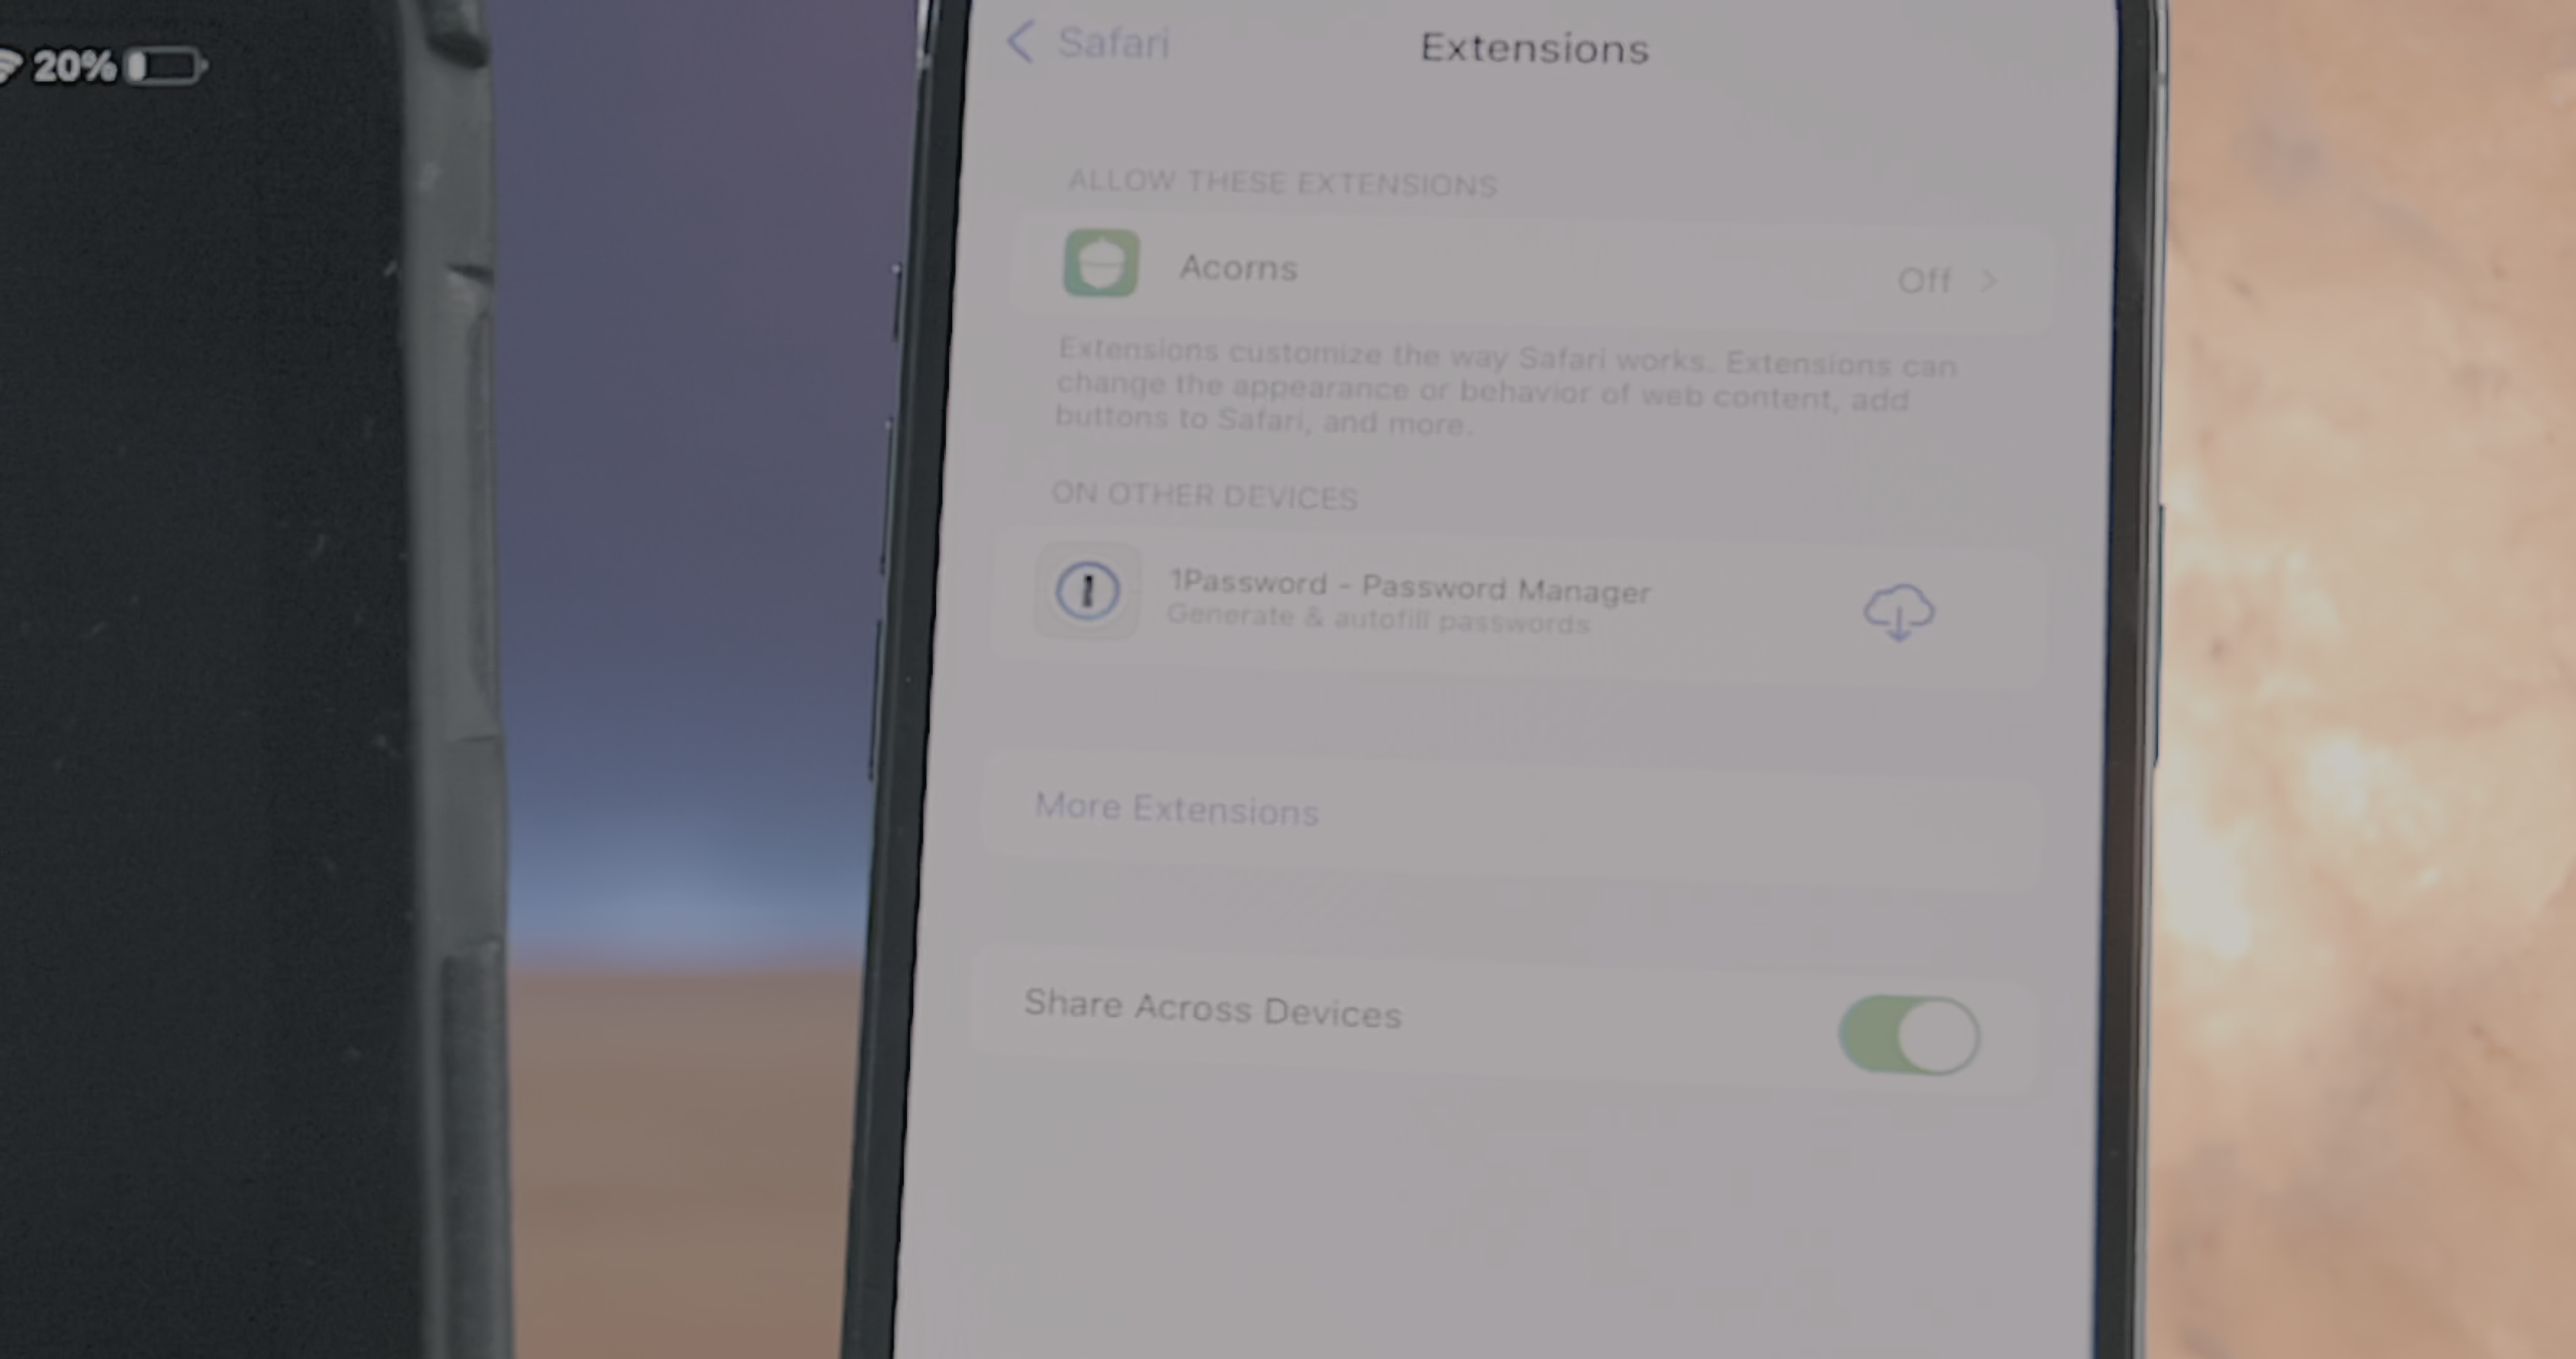 20%
Safari
Extensions
ALLOW THESE EXTENSIONS
Acorns
Off
Extensions customize the way Safari works. Extensions can
change the appearance or behavior of web content, add
buttons to Safari, and more.
ON OTHER DEVICES
1Password - Password Manager
Generate & autofill passwords
More Extensions
Share Across Devices